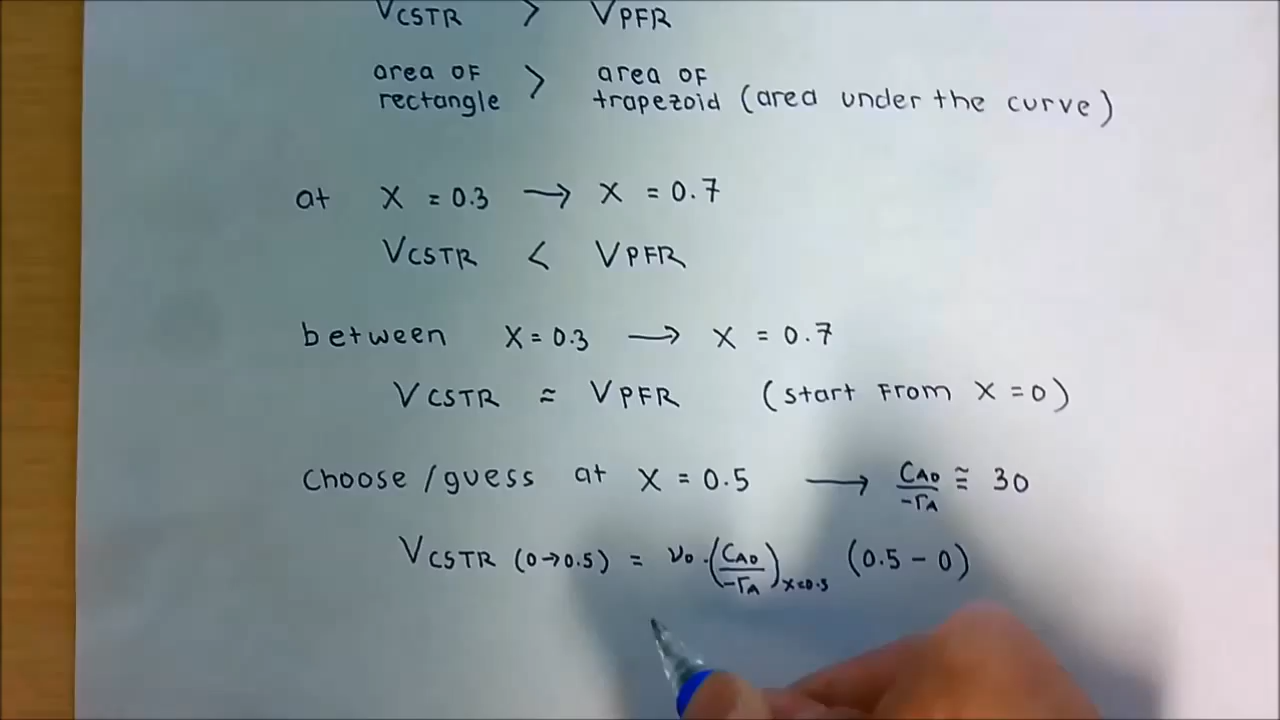 VCSTR > VPFR
area of rectangle > area of trapezoid (area under the curve)
at X = 0.3 → X = 0.7
VCSTR < VPFR
between X = 0.3 → X = 0.7
VCSTR ≈ VPFR (start from X = 0)
Choose/guess at X = 0.5 → CA0/-rA ≅ 30
VCSTR (0→0.5) = ν0 · (CA0/-rA)X=0.5 (0.5 - 0)